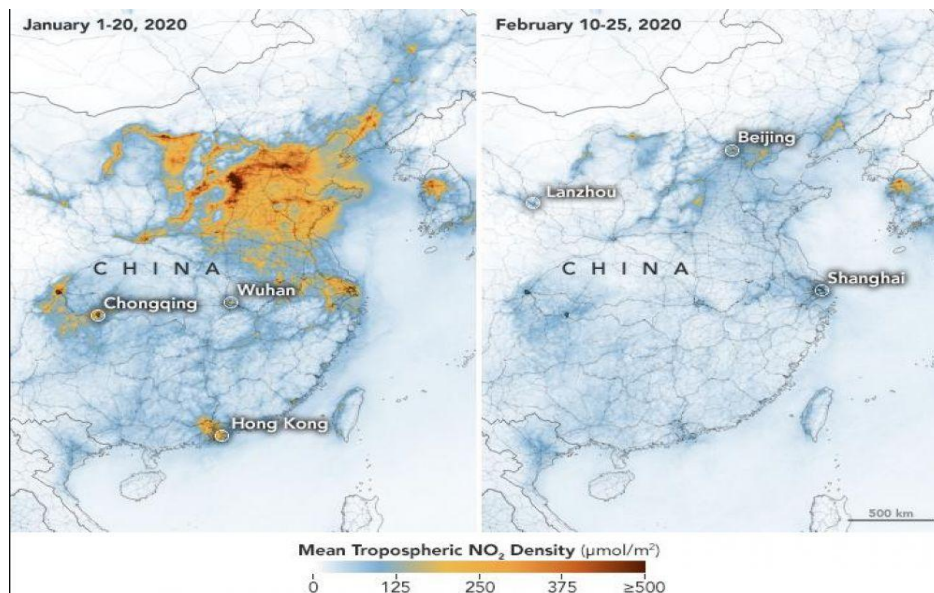 January 1-20, 2020
February 10-25, 2020
Beijing
Lanzhou
CHINA
CHINA
Wuhan
Chongqing
Shanghai
Hong Kong
500 km
Mean Tropospheric NO₂ Density (μmol/m²)
0 125 250 375 ≥500